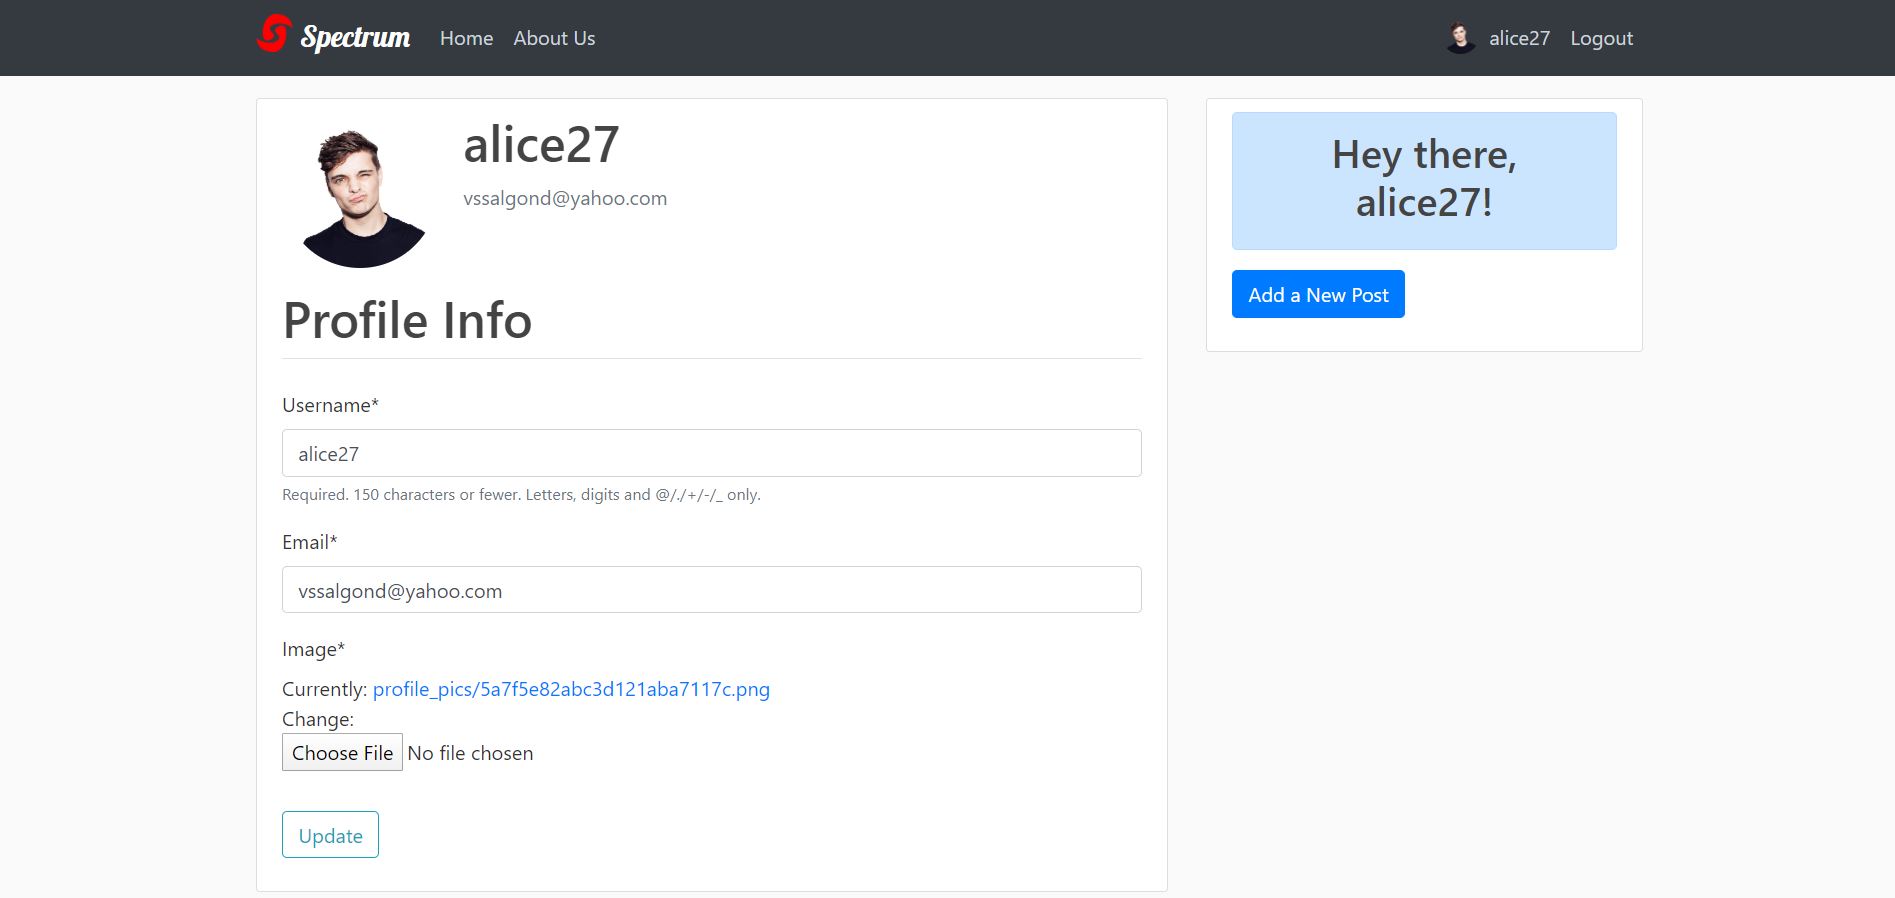 Spectrum Home About Us alice27 Logout
alice27
vssalgond@yahoo.com
Profile Info
Username*
alice27
Required. 150 characters or fewer. Letters, digits and @/./+/-/_ only.
Email*
vssalgond@yahoo.com
Image*
Currently: profile_pics/5a7f5e82abc3d121aba7117c.png
Change:
Choose File No file chosen
Update
Hey there,
alice27!
Add a New Post